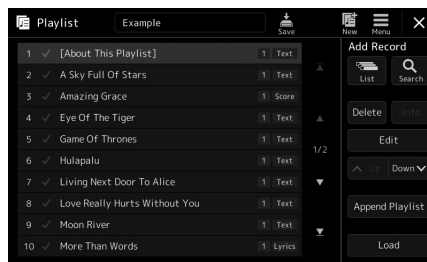 Playlist
Example
Save
New
Menu
1 [About This Playlist] 1 Text
2 A Sky Full Of Stars 1 Text
3 Amazing Grace 1 Score
4 Eye Of The Tiger 1 Text
5 Game Of Thrones 1 Text
6 Hulapalu 1 Text
7 Living Next Door To Alice 1 Text
8 Love Really Hurts Without You 1 Text
9 Moon River 1 Text
10 More Than Words 1 Lyrics
1/2
Add Record
List
Search
Delete
Info
Edit
Up
Down
Append Playlist
Load